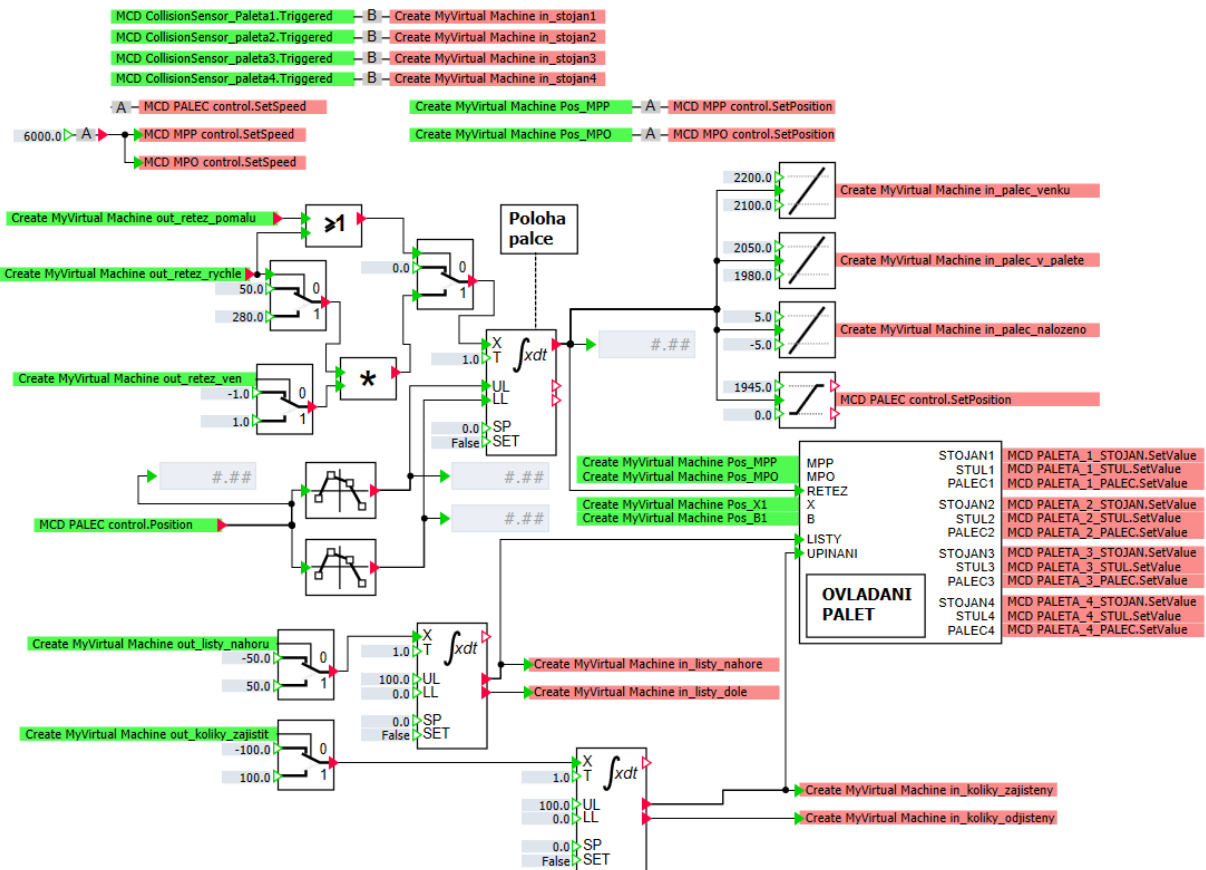 MCD CollisionSensor_Paleta1.Triggered B Create MyVirtual Machine in_stojan1
MCD CollisionSensor_paleta2.Triggered B Create MyVirtual Machine in_stojan2
MCD CollisionSensor_paleta3.Triggered B Create MyVirtual Machine in_stojan3
MCD CollisionSensor_paleta4.Triggered B Create MyVirtual Machine in_stojan4
A MCD PALEC control.SetSpeed
6000.0 A MCD MPP control.SetSpeed
MCD MPO control.SetSpeed
Create MyVirtual Machine Pos_MPP A MCD MPP control.SetPosition
Create MyVirtual Machine Pos_MPO A MCD MPO control.SetPosition
2200.0
2100.0
Create MyVirtual Machine in_palec_venku
2050.0
1980.0
Create MyVirtual Machine in_palec_v_palete
5.0
-5.0
Create MyVirtual Machine in_palec_nalozeno
1945.0
0.0
MCD PALEC control.SetPosition
Create MyVirtual Machine out_retez_pomalu
≥1
Create MyVirtual Machine out_retez_rychle
50.0
280.0
0
1
0.0
0
1
Poloha
palce
Create MyVirtual Machine out_retez_ven
-1.0
1.0
0
1
*
X
1.0 T
∫xdt
UL
LL
0.0 SP
False SET
#.##
#.##
#.##
#.##
MCD PALEC control.Position
Create MyVirtual Machine Pos_MPP MPP
Create MyVirtual Machine Pos_MPO MPO
RETEZ
Create MyVirtual Machine Pos_X1 X
Create MyVirtual Machine Pos_B1 B
LISTY
UPINANI
OVLADANI
PALET
STOJAN1 MCD PALETA_1_STOJAN.SetValue
STUL1 MCD PALETA_1_STUL.SetValue
PALEC1 MCD PALETA_1_PALEC.SetValue
STOJAN2 MCD PALETA_2_STOJAN.SetValue
STUL2 MCD PALETA_2_STUL.SetValue
PALEC2 MCD PALETA_2_PALEC.SetValue
STOJAN3 MCD PALETA_3_STOJAN.SetValue
STUL3 MCD PALETA_3_STUL.SetValue
PALEC3 MCD PALETA_3_PALEC.SetValue
STOJAN4 MCD PALETA_4_STOJAN.SetValue
STUL4 MCD PALETA_4_STUL.SetValue
PALEC4 MCD PALETA_4_PALEC.SetValue
Create MyVirtual Machine out_listy_nahoru
-50.0
50.0
0
1
X
1.0 T
∫xdt
100.0 UL
0.0 LL
0.0 SP
False SET
Create MyVirtual Machine in_listy_nahore
Create MyVirtual Machine in_listy_dole
Create MyVirtual Machine out_koliky_zajistit
-100.0
100.0
0
1
X
1.0 T
∫xdt
100.0 UL
0.0 LL
0.0 SP
False SET
Create MyVirtual Machine in_koliky_zajisteny
Create MyVirtual Machine in_koliky_odjisteny